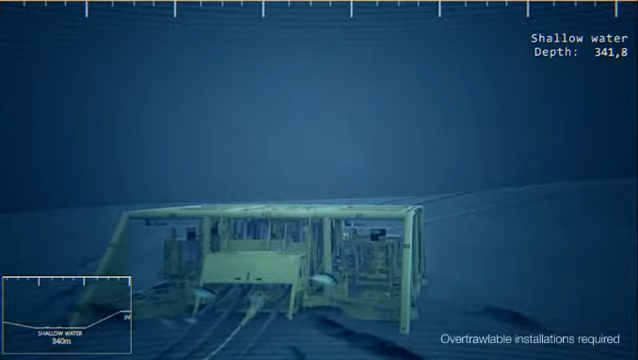 Shallow water
Depth: 341,8
SHALLOW WATER
340m
Overtrawlable installations required